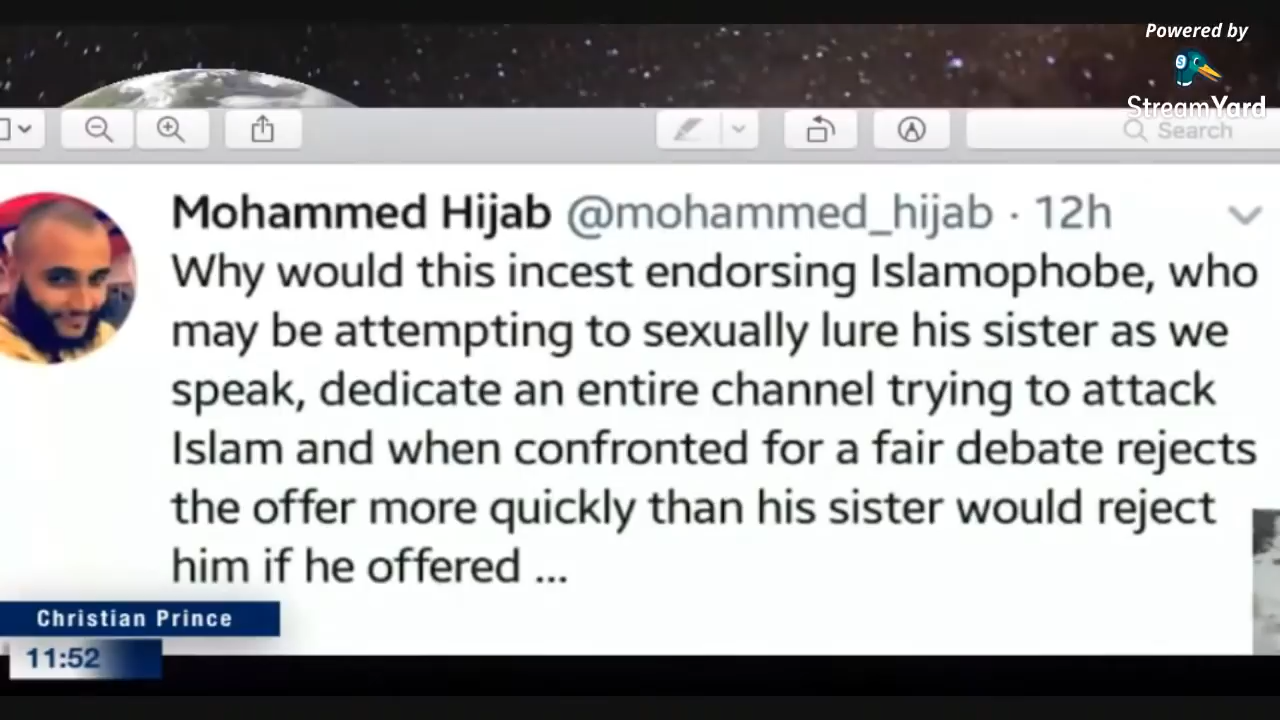 Powered by
StreamYard
Search
Mohammed Hijab @mohammed_hijab · 12h
Why would this incest endorsing Islamophobe, who
may be attempting to sexually lure his sister as we
speak, dedicate an entire channel trying to attack
Islam and when confronted for a fair debate rejects
the offer more quickly than his sister would reject
him if he offered ...
Christian Prince
11:52